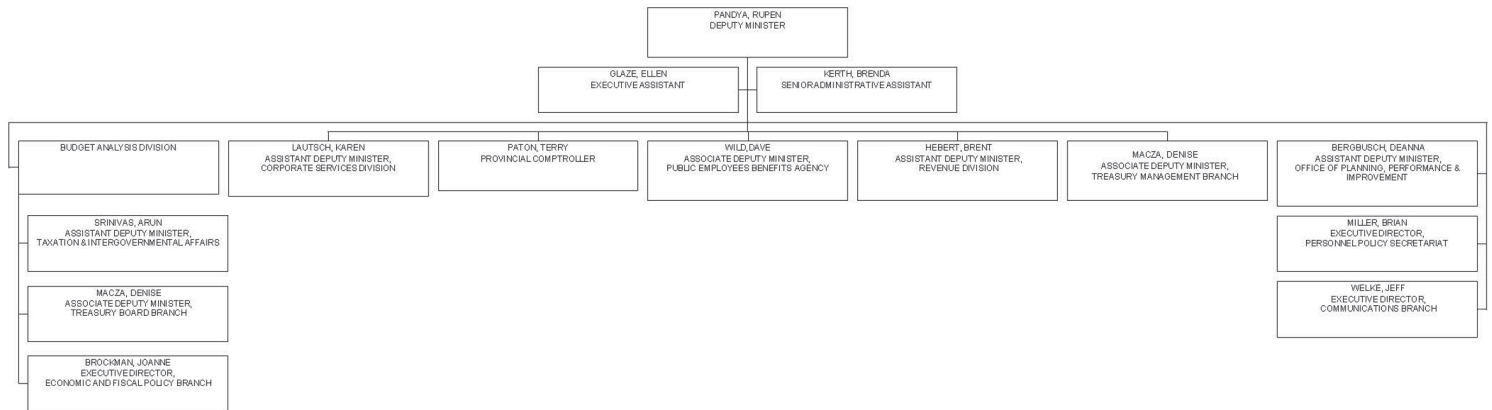 PANDYA, RUPEN
DEPUTY MINISTER
GLAZE, ELLEN
EXECUTIVE ASSISTANT
KERTH, BRENDA
SENIOR ADMINISTRATIVE ASSISTANT
BUDGET ANALYSIS DIVISION
LAUTSCH, KAREN
ASSISTANT DEPUTY MINISTER,
CORPORATE SERVICES DIVISION
PATON, TERRY
PROVINCIAL COMPTROLLER
WILD, DAVE
ASSOCIATE DEPUTY MINISTER,
PUBLIC EMPLOYEES BENEFITS AGENCY
HEBERT, BRENT
ASSISTANT DEPUTY MINISTER,
REVENUE DIVISION
MACZA, DENISE
ASSOCIATE DEPUTY MINISTER,
TREASURY MANAGEMENT BRANCH
BERGBUSCH, DEANNA
ASSISTANT DEPUTY MINISTER,
OFFICE OF PLANNING, PERFORMANCE &
IMPROVEMENT
SRINIVAS, ARUN
ASSISTANT DEPUTY MINISTER,
TAXATION & INTERGOVERNMENTAL AFFAIRS
MILLER, BRIAN
EXECUTIVE DIRECTOR,
PERSONNEL POLICY SECRETARIAT
MACZA, DENISE
ASSOCIATE DEPUTY MINISTER,
TREASURY BOARD BRANCH
WELKE, JEFF
EXECUTIVE DIRECTOR,
COMMUNICATIONS BRANCH
BROCKMAN, JOANNE
EXECUTIVE DIRECTOR,
ECONOMIC AND FISCAL POLICY BRANCH